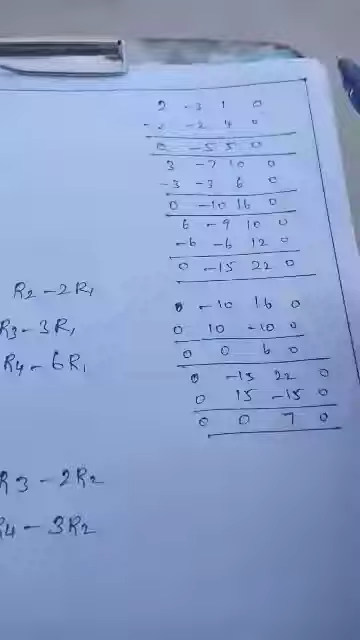 2 -3 1 0
-2 -2 4 0
0 -5 5 0
3 -7 10 0
-3 -3 6 0
0 -10 16 0
6 -9 10 0
-6 -6 12 0
0 -15 22 0
R2 - 2R1
R3 - 3R1
R4 - 6R1
0 -10 16 0
0 10 -10 0
0 0 6 0
0 -15 22 0
0 15 -15 0
0 0 7 0
R3 - 2R2
R4 - 3R2